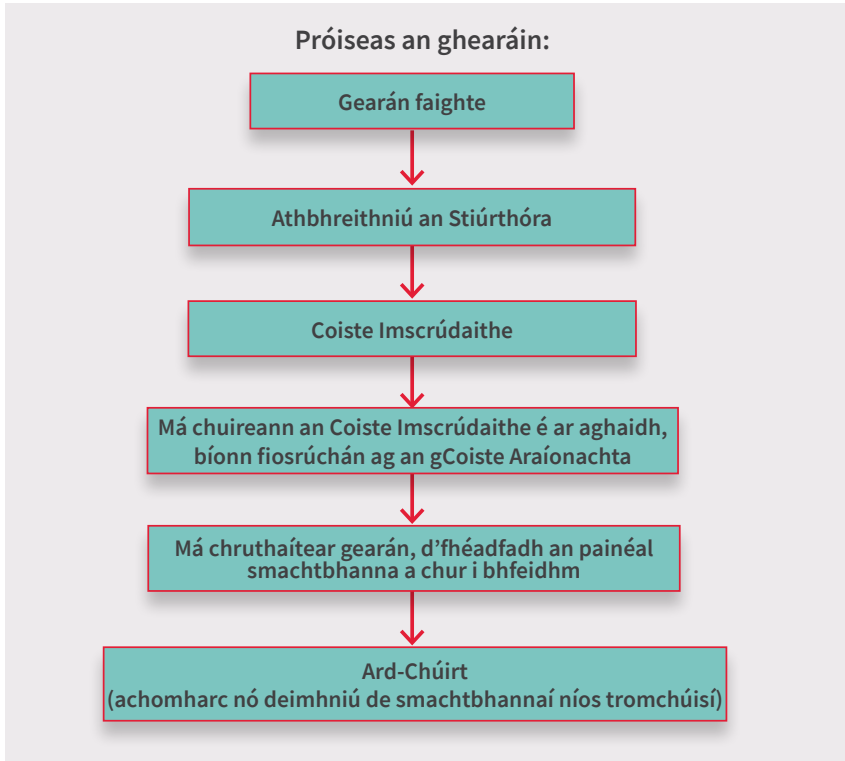 Próiseas an ghearáin:
Gearán faighte
Athbhreithniú an Stiúrthóra
Coiste Imscrúdaithe
Má chuireann an Coiste Imscrúdaithe é ar aghaidh,
bíonn fiosrúchán ag an gCoiste Araíonachta
Má chruthaítear gearán, d’fhéadfadh an painéal
smachtbhanna a chur i bhfeidhm
Ard-Chúirt
(achomharc nó deimhniú de smachtbhannaí níos tromchúisí)